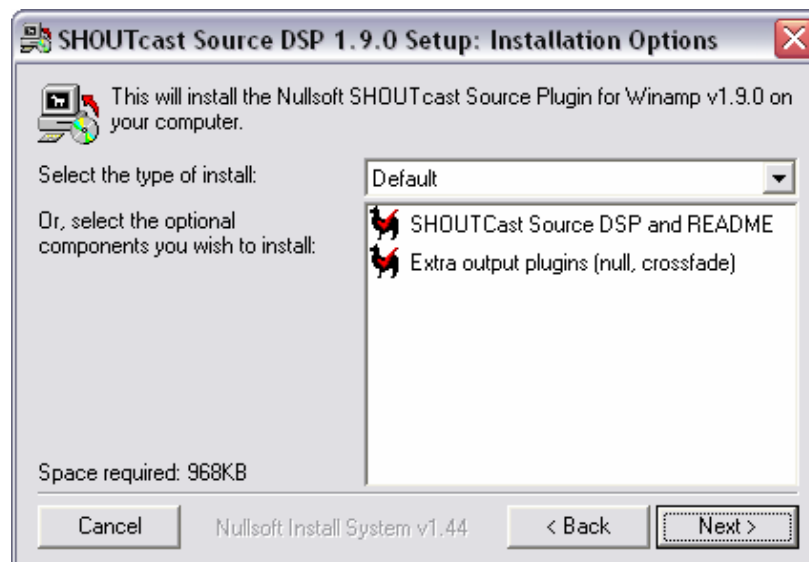 SHOUTcast Source DSP 1.9.0 Setup: Installation Options
This will install the Nullsoft SHOUTcast Source Plugin for Winamp v1.9.0 on
your computer.
Select the type of install:
Default
Or, select the optional
components you wish to install:
SHOUTCast Source DSP and README
Extra output plugins (null, crossfade)
Space required: 968KB
Cancel
Nullsoft Install System v1.44
< Back
Next >